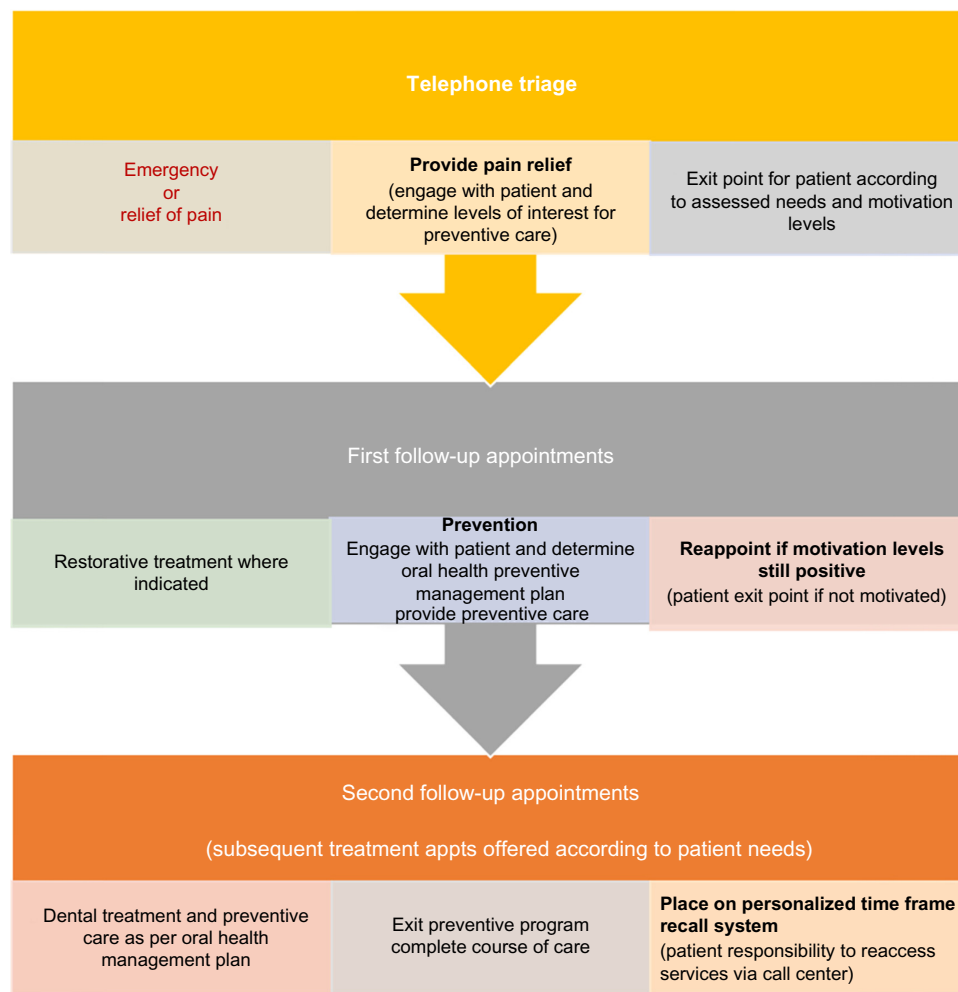 Telephone triage
Emergency
or
relief of pain
Provide pain relief
(engage with patient and
determine levels of interest for
preventive care)
Exit point for patient according
to assessed needs and motivation
levels
First follow-up appointments
Restorative treatment where
indicated
Prevention
Engage with patient and determine
oral health preventive
management plan
provide preventive care
Reappoint if motivation levels
still positive
(patient exit point if not motivated)
Second follow-up appointments
(subsequent treatment appts offered according to patient needs)
Dental treatment and preventive
care as per oral health
management plan
Exit preventive program
complete course of care
Place on personalized time frame
recall system
(patient responsibility to reaccess
services via call center)